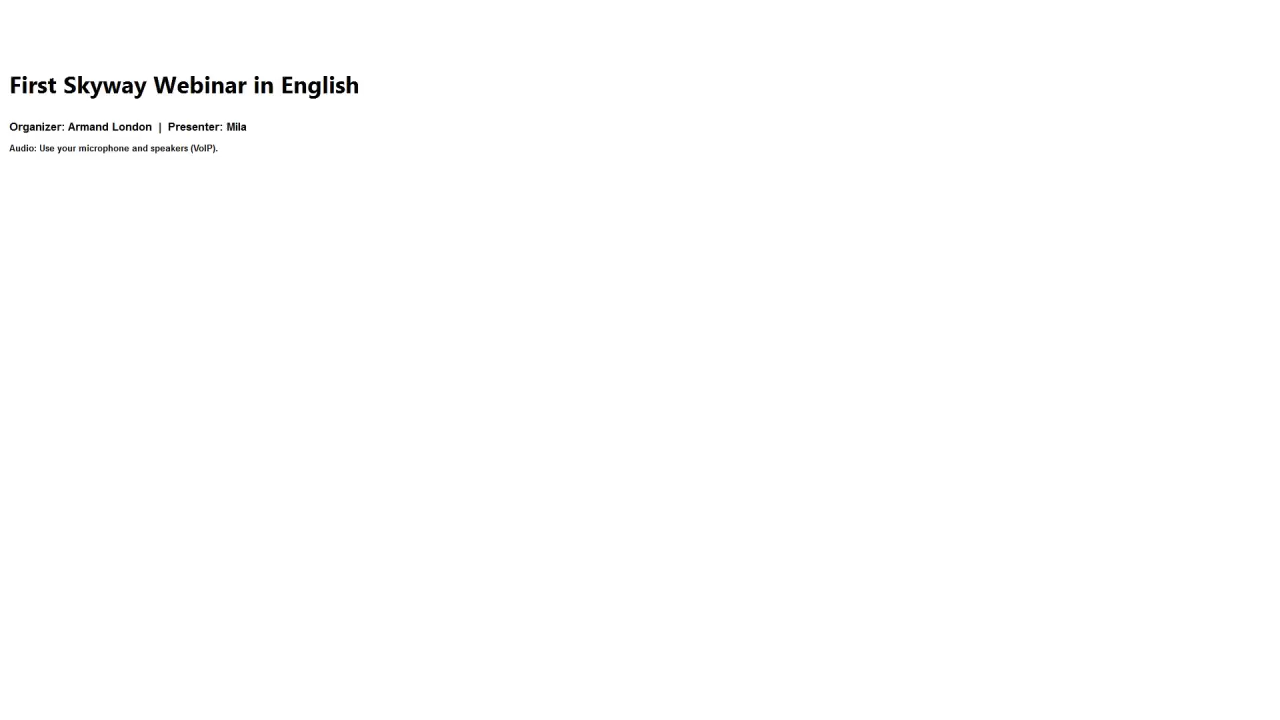 First Skyway Webinar in English
Organizer: Armand London | Presenter: Mila
Audio: Use your microphone and speakers (VoIP).